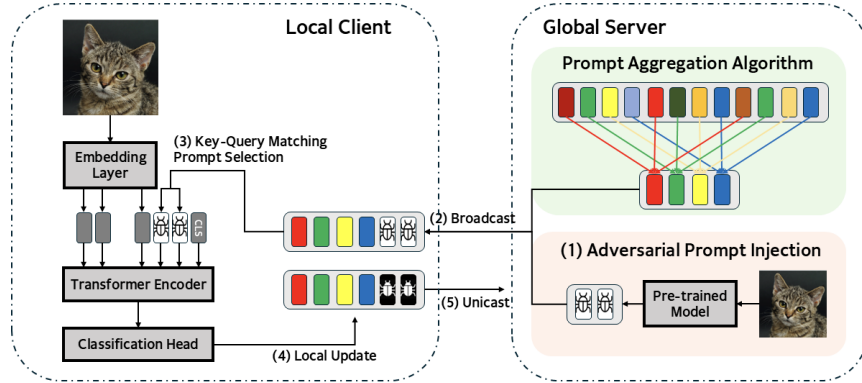 Local Client
Global Server
Prompt Aggregation Algorithm
(3) Key-Query Matching
Prompt Selection
Embedding
Layer
CLS
(2) Broadcast
(1) Adversarial Prompt Injection
Transformer Encoder
(5) Unicast
Pre-trained
Model
Classification Head
(4) Local Update